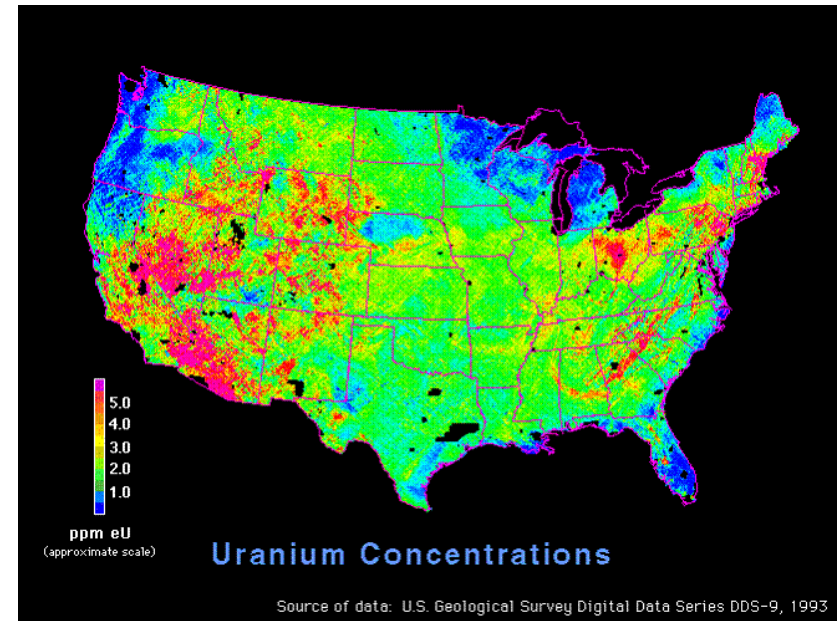 5.0
4.0
3.0
2.0
1.0
ppm eU
(approximate scale)
Uranium Concentrations
Source of data: U.S. Geological Survey Digital Data Series DDS-9, 1993